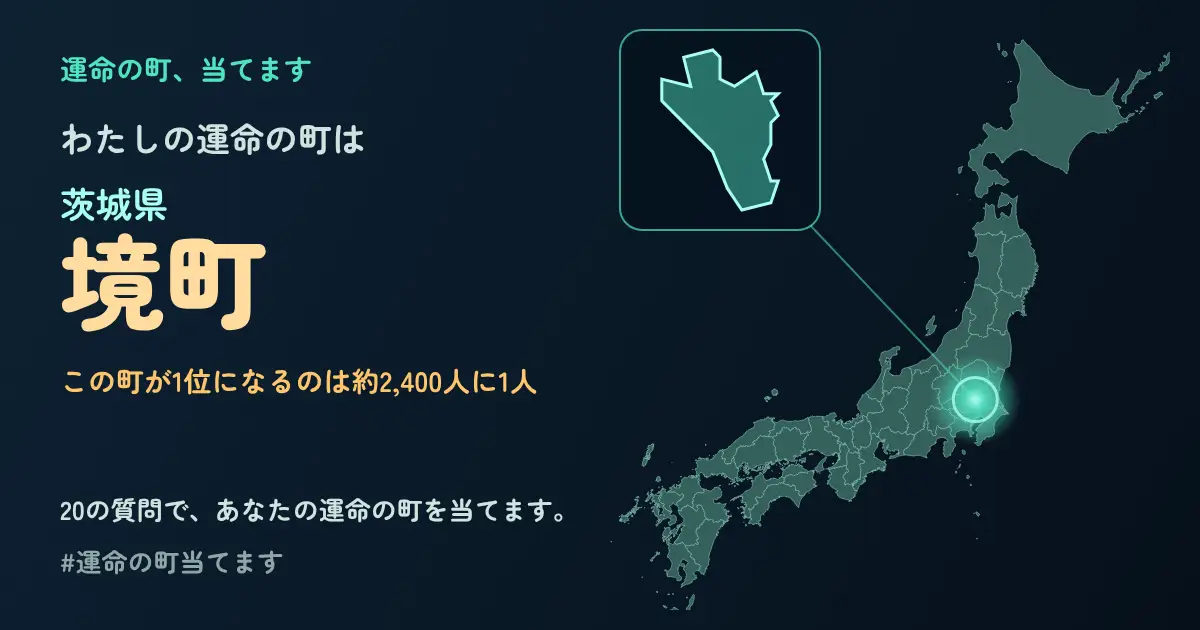 運命の町、当てます
わたしの運命の町は
茨城県
境町
この町が1位になるのは約2,400人に1人
20の質問で、あなたの運命の町を当てます。
#運命の町当てます